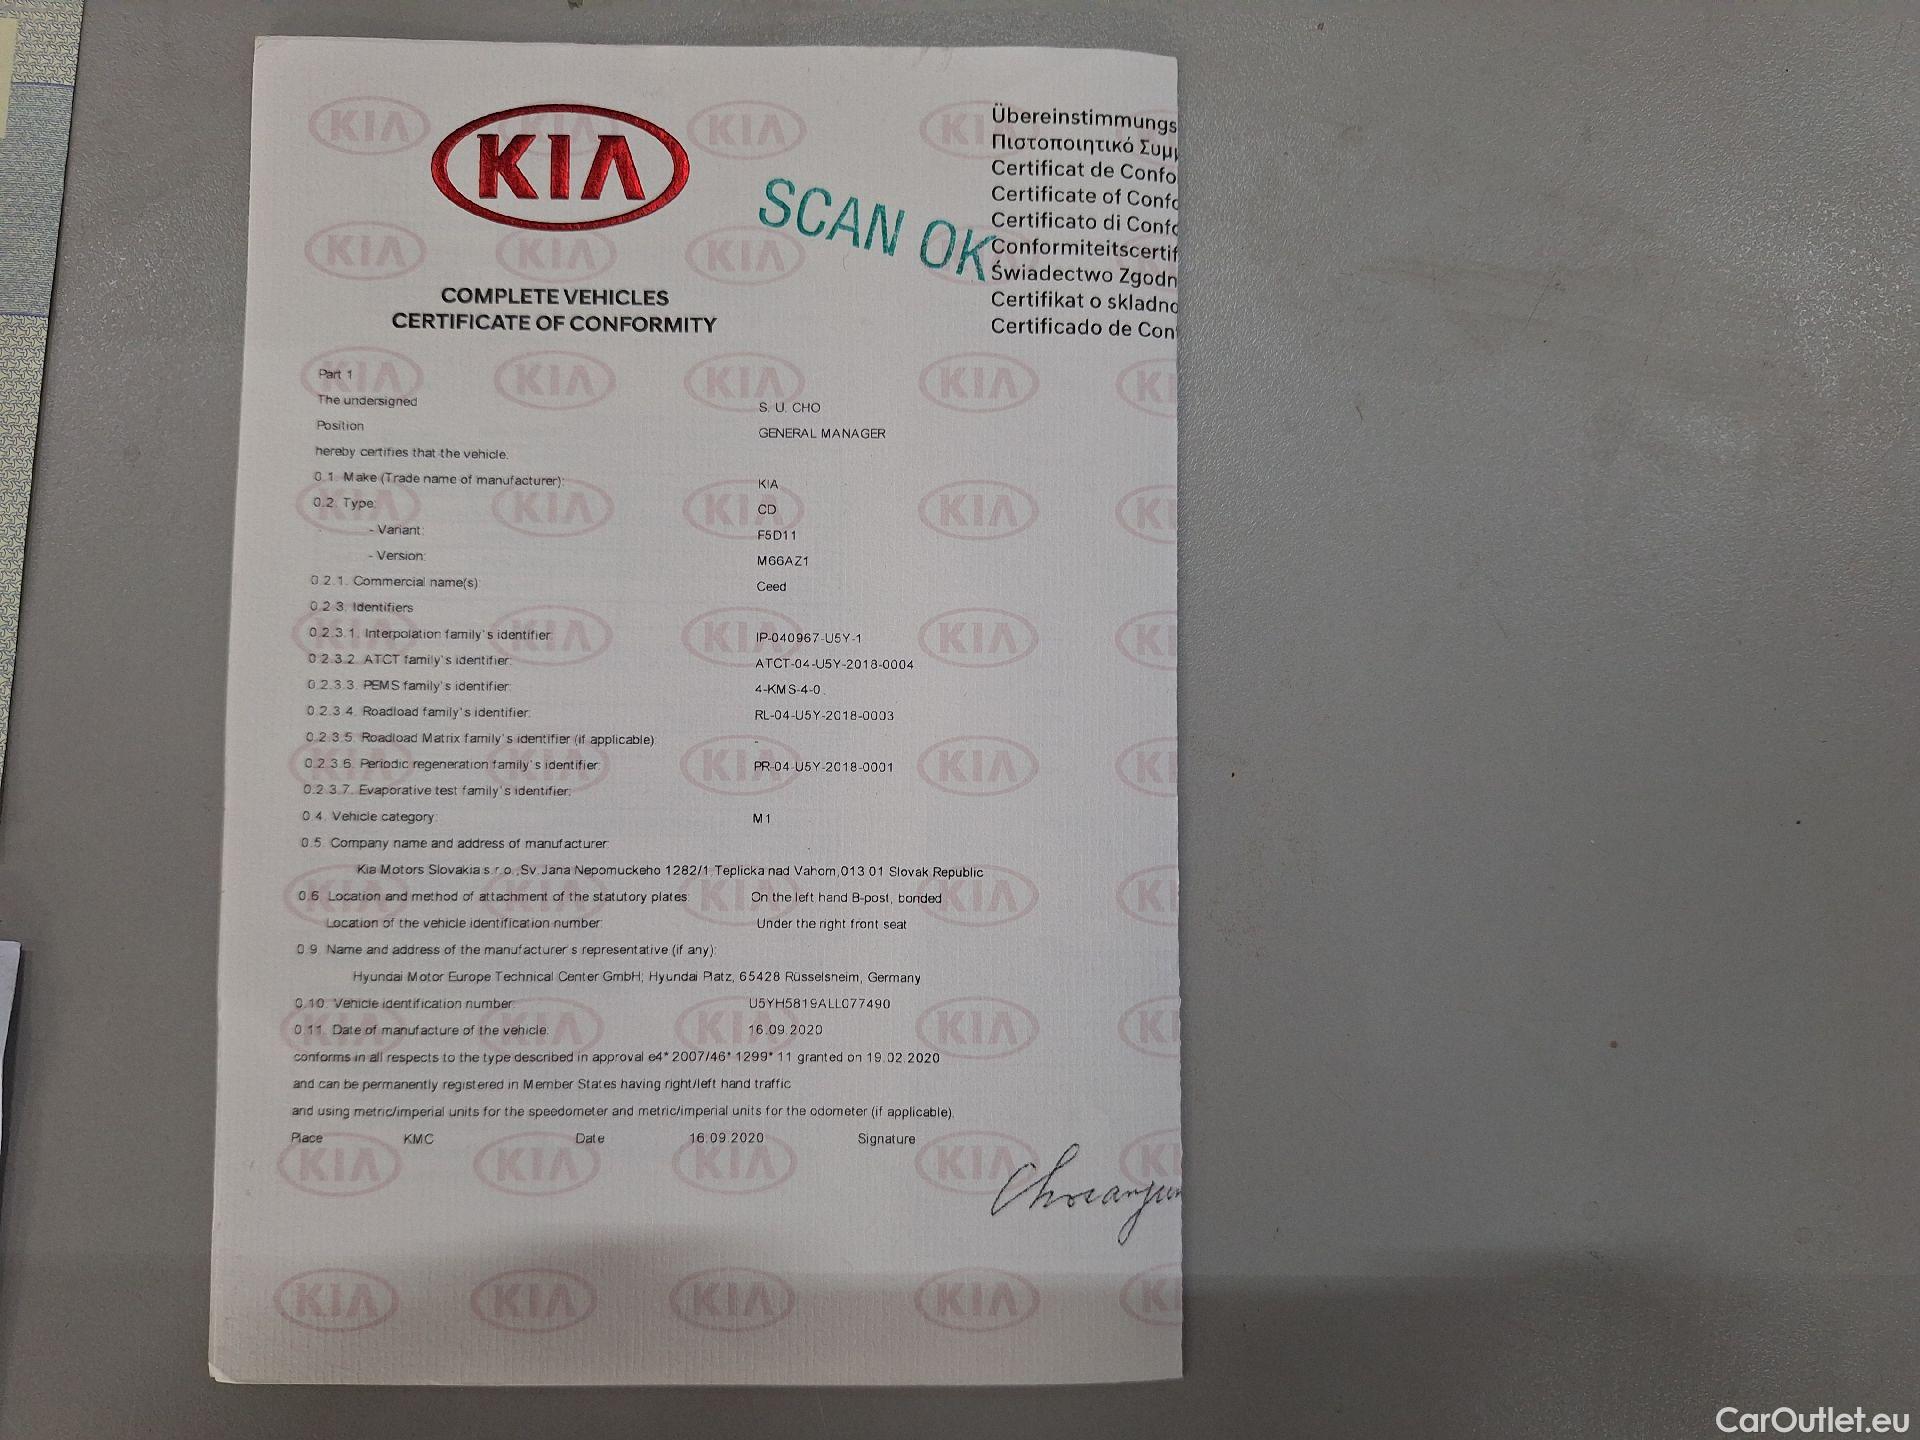 KIA
COMPLETE VEHICLES
CERTIFICATE OF CONFORMITY
SCAN OK
Übereinstimmungs
Πιστοποιητικό Συμμ
Certificat de Confo
Certificate of Confo
Certificato di Confo
Conformiteitscertif
Świadectwo Zgodn
Certifikat o skladno
Certificado de Con
Part 1
The undersigned S. U. CHO
Position GENERAL MANAGER
hereby certifies that the vehicle.
0.1. Make (Trade name of manufacturer): KIA
0.2. Type: CD
- Variant: F5D11
- Version: M66AZ1
0.2.1. Commercial name(s) Ceed
0.2.3. Identifiers
0.2.3.1. Interpolation family's identifier: IP-040967-U5Y-1
0.2.3.2. ATCT family's identifier: ATCT-04-U5Y-2018-0004
0.2.3.3. PEMS family's identifier: 4-KMS-4-0
0.2.3.4. Roadload family's identifier: RL-04-U5Y-2018-0003
0.2.3.5. Roadload Matrix family's identifier (if applicable): -
0.2.3.6. Periodic regeneration family's identifier: PR-04-U5Y-2018-0001
0.2.3.7. Evaporative test family's identifier:
0.4. Vehicle category: M1
0.5. Company name and address of manufacturer:
Kia Motors Slovakia s.r.o.,Sv.Jana Nepomuckeho 1282/1 Teplicka nad Vahom,013 01 Slovak Republic
0.6. Location and method of attachment of the statutory plates: On the left hand B-post, bonded
Location of the vehicle identification number: Under the right front seat
0.9. Name and address of the manufacturer's representative (if any):
Hyundai Motor Europe Technical Center GmbH; Hyundai Platz, 65428 Rüsselsheim, Germany
0.10. Vehicle identification number: U5YH5819ALL077490
0.11. Date of manufacture of the vehicle: 16.09.2020
conforms in all respects to the type described in approval e4*2007/46*1299*11 granted on 19.02.2020
and can be permanently registered in Member States having right/left hand traffic
and using metric/imperial units for the speedometer and metric/imperial units for the odometer (if applicable).
Place KMC Date 16.09.2020 Signature
CarOutlet.eu